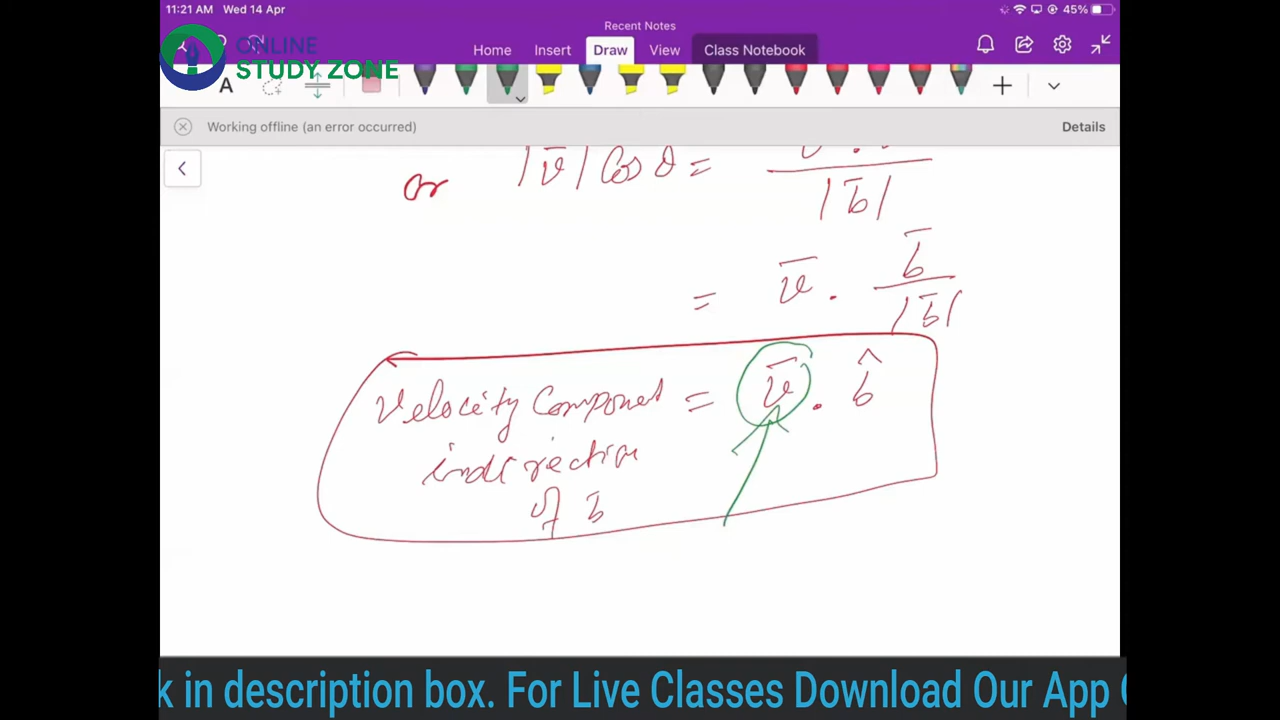 11:21 AM Wed 14 Apr
45%
Recent Notes
ONLINE
STUDY ZONE
Home Insert Draw View Class Notebook
A
Working offline (an error occurred)
Details
or |v̄| Cos θ =
|b̄|
= v̄ . b̄
|b̄|
Velocity Component = v̄ . b̂
indirection
of b̄
k in description box. For Live Classes Download Our App